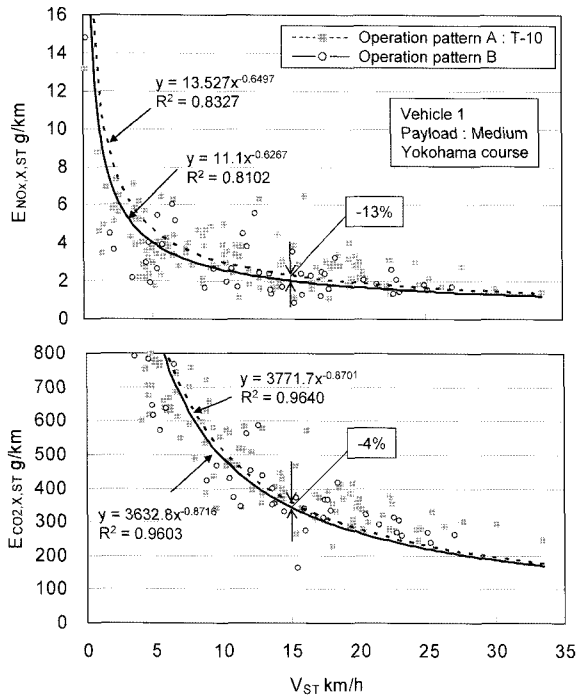 16
14
12
10
8
6
4
2
0
E_NOx,X,ST g/km
Operation pattern A : T-10
Operation pattern B
y = 13.527x^-0.6497
R² = 0.8327
Vehicle 1
Payload : Medium
Yokohama course
y = 11.1x^-0.6267
R² = 0.8102
-13%
800
700
600
500
400
300
200
100
0
E_CO2,X,ST g/km
y = 3771.7x^-0.8701
R² = 0.9640
-4%
y = 3632.8x^-0.8716
R² = 0.9603
0 5 10 15 20 25 30 35
V_ST km/h